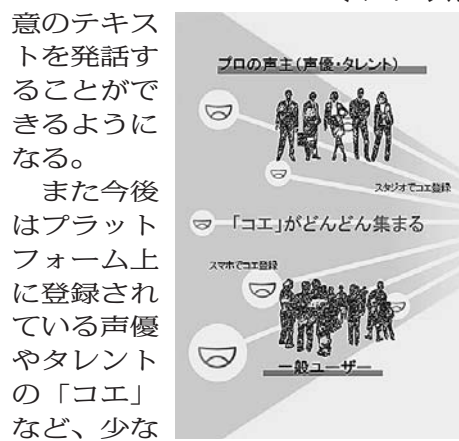 意のテキス
トを発話す
ることがで
きるように
なる。
また今後
はプラット
フォーム上
に登録され
ている声優
やタレント
の「コエ」
など、少な
プロの声主(声優・タレント)
スタジオでコエ登録
「コエ」がどんどん集まる
スマホでコエ登録
一般ユーザー